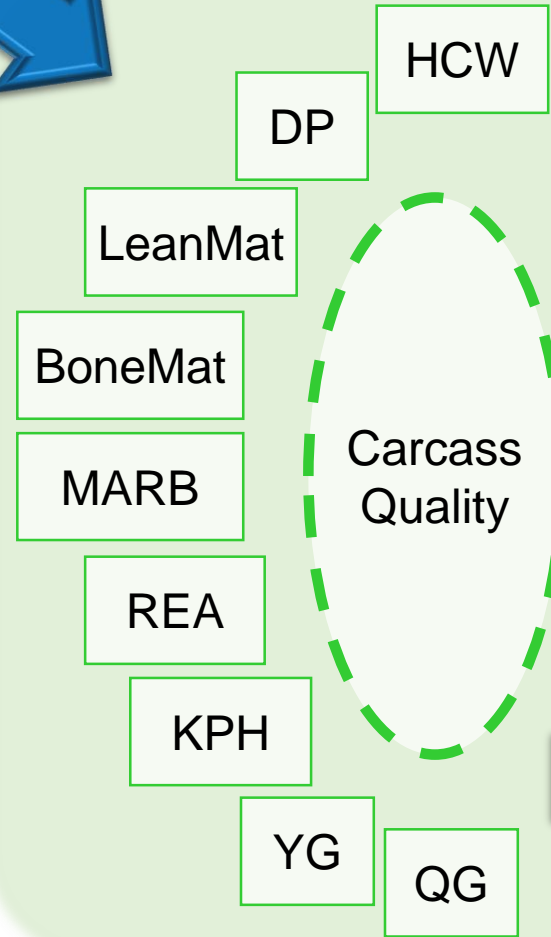 HCW
DP
LeanMat
BoneMat
MARB
REA
KPH
YG
QG
Carcass
Quality